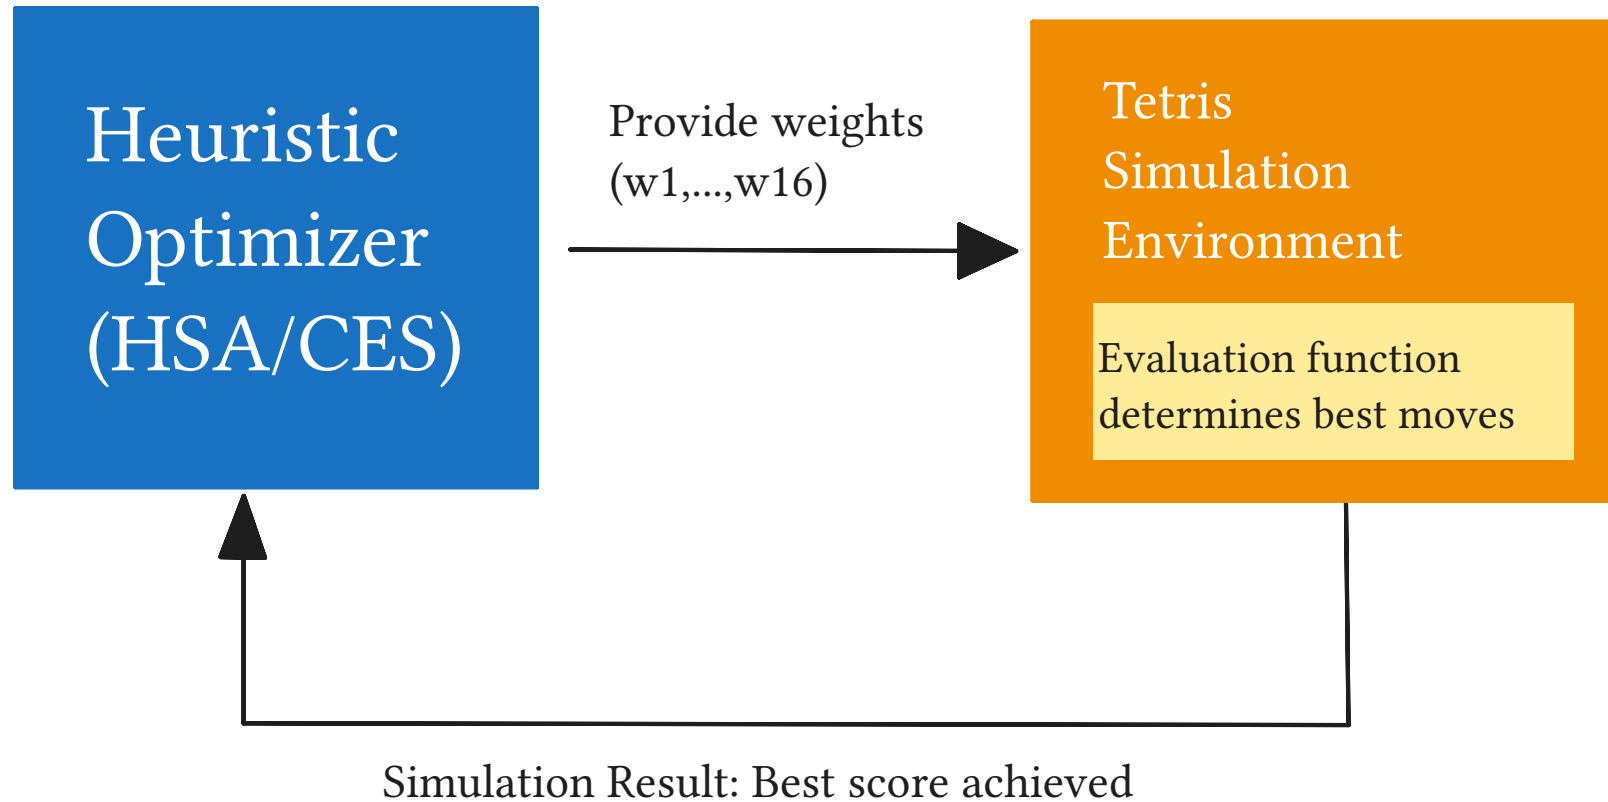 Heuristic
Optimizer
(HSA/CES)
Provide weights
(w1,...,w16)
Tetris
Simulation
Environment
Evaluation function
determines best moves
Simulation Result: Best score achieved